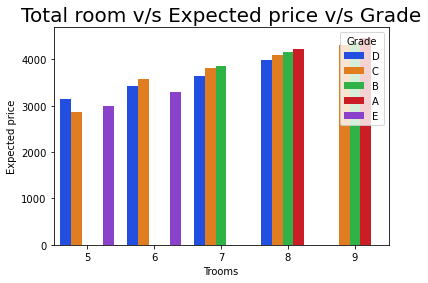 Total room v/s Expected price v/s Grade
Grade
D
C
B
A
E
4000
3000
2000
1000
0
Expected price
5 6 7 8 9
Trooms